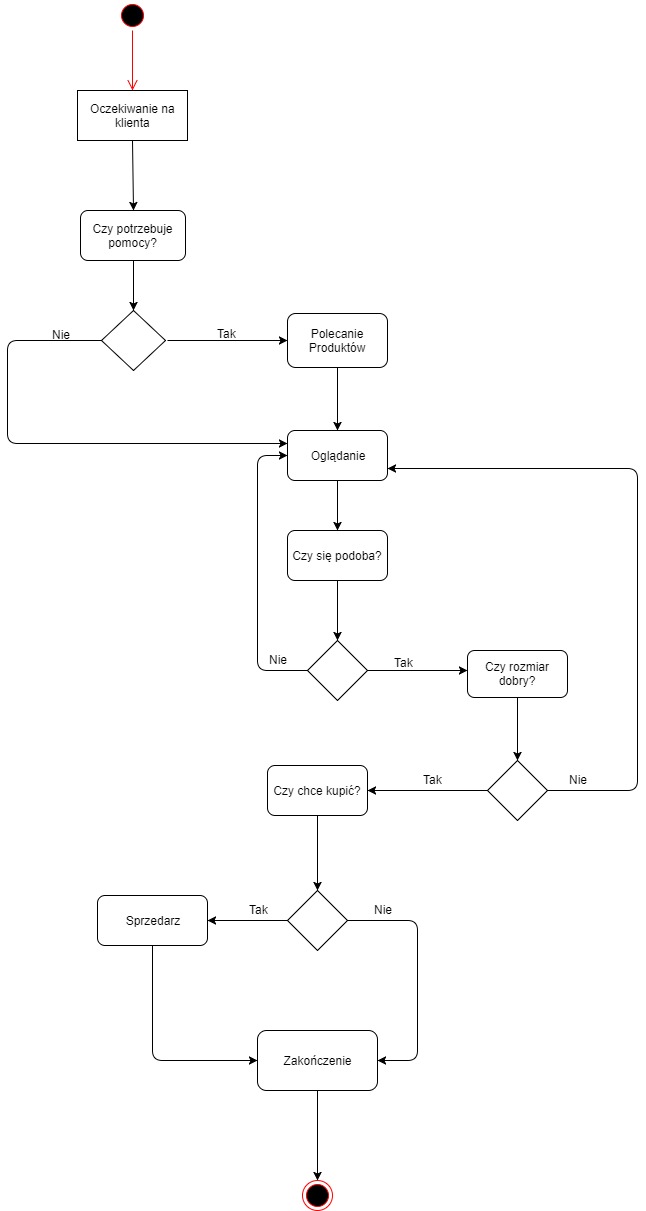 Oczekiwanie na
klienta
Czy potrzebuje
pomocy?
Nie
Tak
Polecanie
Produktów
Oglądanie
Czy się podoba?
Nie
Tak
Czy rozmiar
dobry?
Czy chce kupić?
Tak
Nie
Sprzedarz
Tak
Nie
Zakończenie